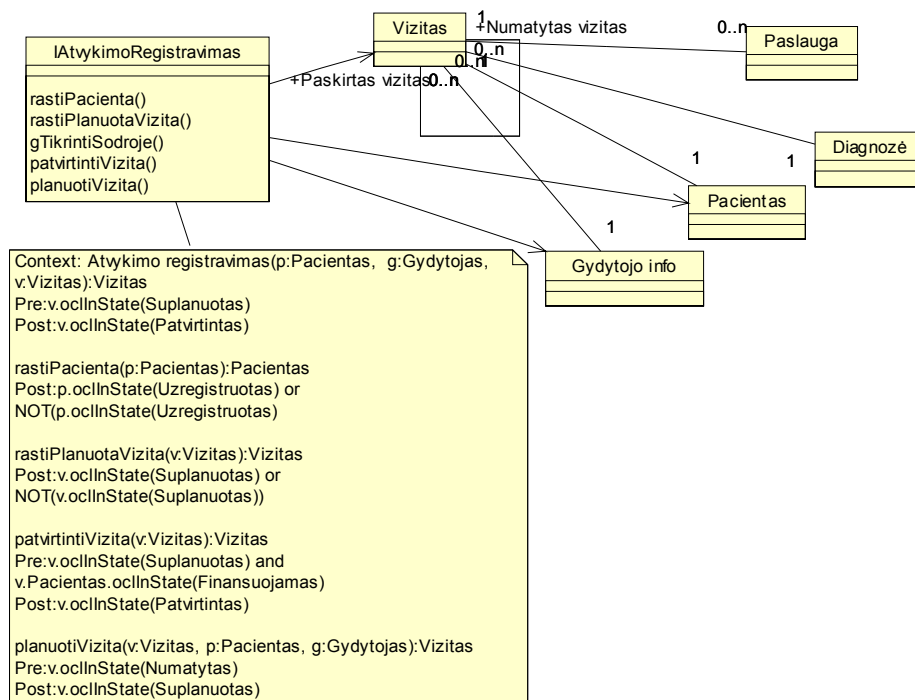 IAtvykimoRegistravimas
rastiPacienta()
rastiPlanuotaVizita()
gTikrintiSodroje()
patvirtintiVizita()
planuotiVizita()
Vizitas
1
+Numatytas vizitas
0..n
0..n
0..n
1
+Paskirtas vizitas
0..n
Paslauga
Diagnozė
1
1
Pacientas
1
Gydytojo info
Context: Atvykimo registravimas(p:Pacientas, g:Gydytojas,
v:Vizitas):Vizitas
Pre:v.oclInState(Suplanuotas)
Post:v.oclInState(Patvirtintas)
rastiPacienta(p:Pacientas):Pacientas
Post:p.oclInState(Uzregistruotas) or
NOT(p.oclInState(Uzregistruotas)
rastiPlanuotaVizita(v:Vizitas):Vizitas
Post:v.oclInState(Suplanuotas) or
NOT(v.oclInState(Suplanuotas))
patvirtintiVizita(v:Vizitas):Vizitas
Pre:v.oclInState(Suplanuotas) and
v.Pacientas.oclInState(Finansuojamas)
Post:v.oclInState(Patvirtintas)
planuotiVizita(v:Vizitas, p:Pacientas, g:Gydytojas):Vizitas
Pre:v.oclInState(Numatytas)
Post:v.oclInState(Suplanuotas)